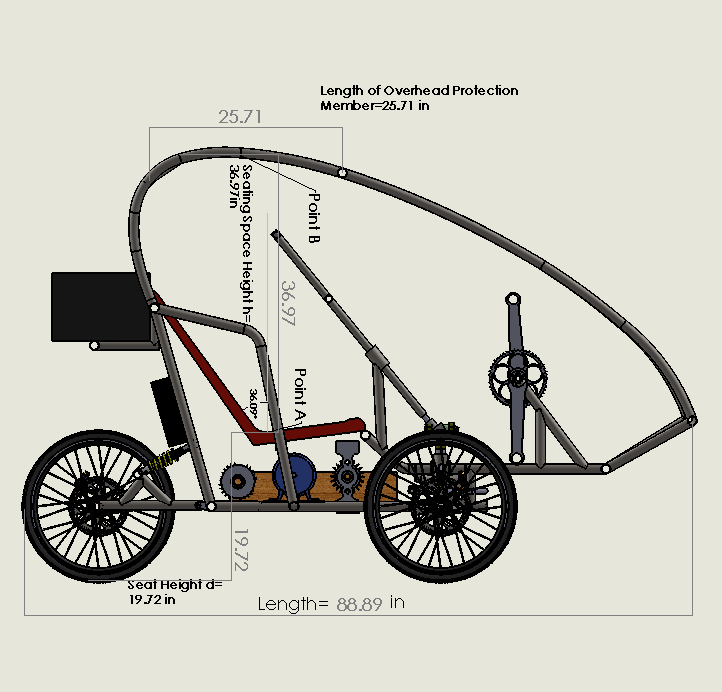 Length of Overhead Protection
Member=25.71 in
25.71
Seating Space Height h=
36.97in
Point B
36.97
36.09°
Point A
19.72
Seat Height d=
19.72 in
Length= 88.89 in